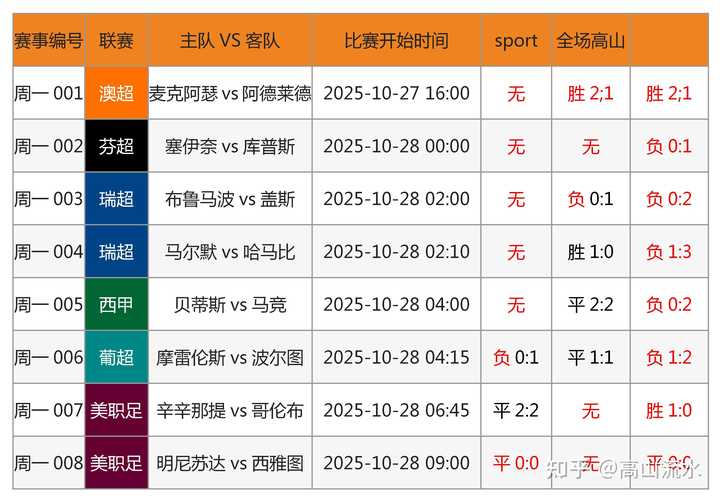 赛事编号 联赛 主队 VS 客队 比赛开始时间 sport 全场高山
周一 001 澳超 麦克阿瑟 vs 阿德莱德 2025-10-27 16:00 无 胜 2;1 胜 2;1
周一 002 芬超 塞伊奈 vs 库普斯 2025-10-28 00:00 无 无 负 0:1
周一 003 瑞超 布鲁马波 vs 盖斯 2025-10-28 02:00 无 负 0:1 负 0:2
周一 004 瑞超 马尔默 vs 哈马比 2025-10-28 02:10 无 胜 1:0 负 1:3
周一 005 西甲 贝蒂斯 vs 马竞 2025-10-28 04:00 无 平 2:2 负 0:2
周一 006 葡超 摩雷伦斯 vs 波尔图 2025-10-28 04:15 负 0:1 平 1:1 负 1:2
周一 007 美职足 辛辛那提 vs 哥伦布 2025-10-28 06:45 平 2:2 无 胜 1:0
周一 008 美职足 明尼苏达 vs 西雅图 2025-10-28 09:00 平 0:0 无 平 0:0
知乎 @高山流水